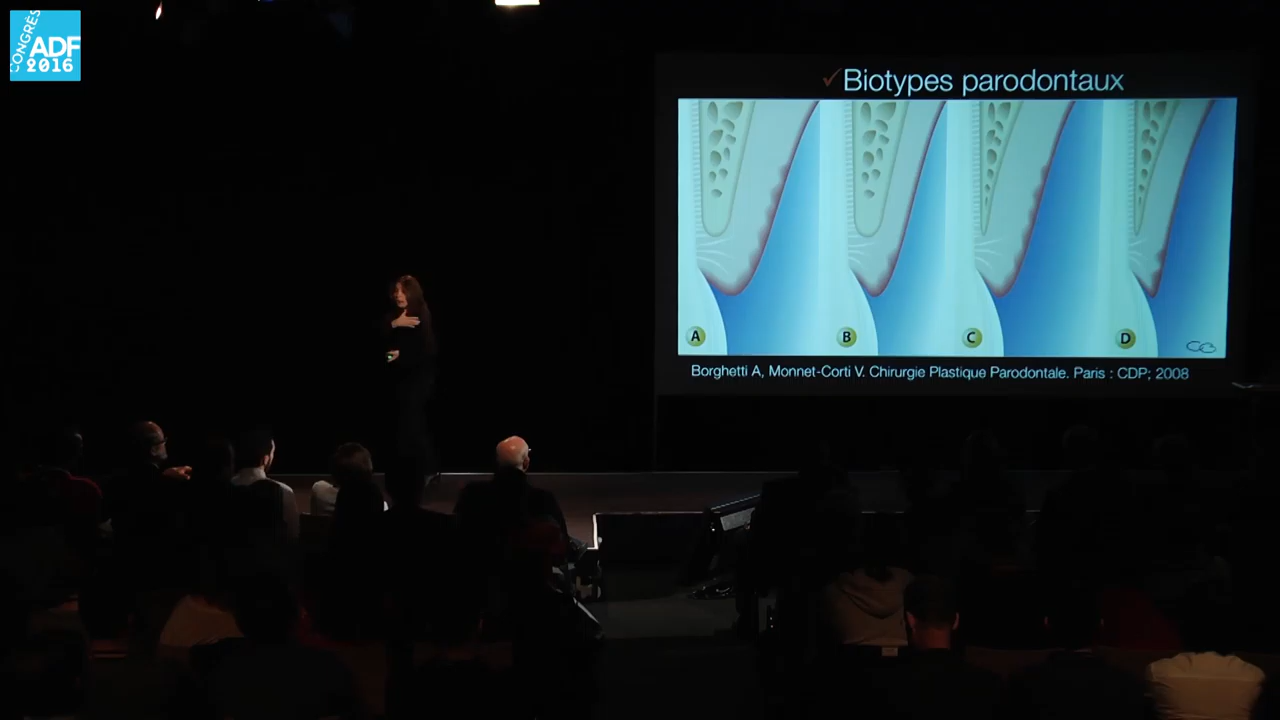 CONGRÈS
ADF
2016
✓Biotypes parodontaux
A B C D
Borghetti A, Monnet-Corti V. Chirurgie Plastique Parodontale. Paris : CDP; 2008